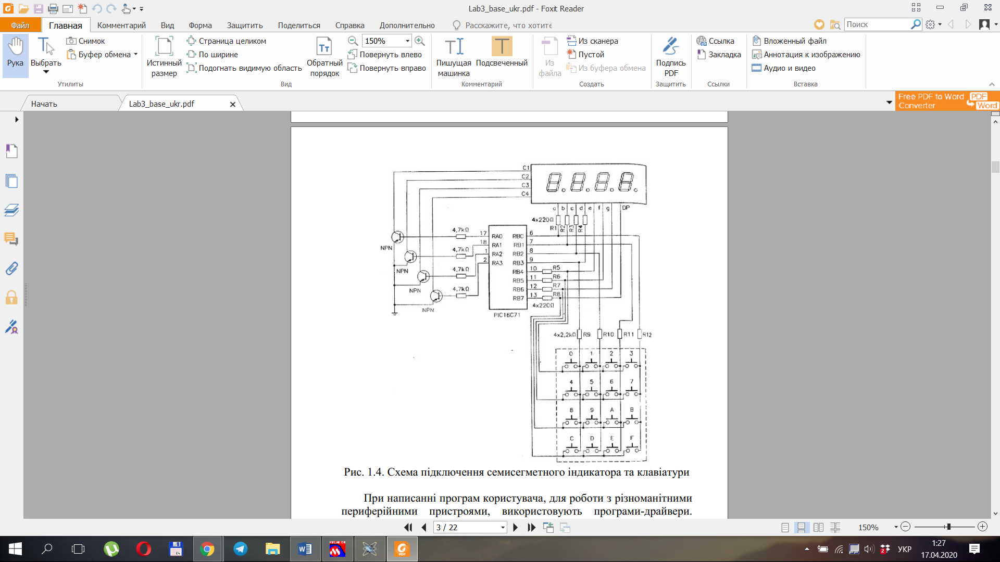 Lab3_base_ukr.pdf - Foxit Reader
Файл Главная Комментарий Вид Форма Защитить Поделиться Справка Дополнительно Расскажите, что хотите Поиск
Рука
Выбрать
Снимок
Буфер обмена
Утилиты
Истинный размер
Страница целиком
По ширине
Подогнать видимую область
Обратный порядок
150%
Повернуть влево
Повернуть вправо
Вид
Пишущая машинка
Подсвеченный
Комментарий
Из файла
Из сканера
Пустой
Из буфера обмена
Создать
Подпись PDF
Защитить
Ссылка
Закладка
Ссылки
Вложенный файл
Аннотация к изображению
Аудио и видео
Вставка
Начать
Lab3_base_ukr.pdf
Free PDF to Word Converter
PDF
Word
C1
C2
C3
C4
a b c d e f g DP
4x220Ω
R1 R2 R3 R4
4,7kΩ 17 RA0 RB0 6
18 RA1 RB1 7
NPN 4,7kΩ 1 RA2 RB2 8
2 RA3 RB3 9
NPN 4,7kΩ RB4 10 R5
RB5 11 R6
NPN 4,7kΩ RB6 12 R7
RB7 13 R8
NPN 4x220Ω
PIC16C71
4x2,2kΩ R9 R10 R11 R12
0 1 2 3
4 5 6 7
8 9 A B
C D E F
Рис. 1.4. Схема підключення семисегметного індикатора та клавіатури
При написанні програм користувача, для роботи з різноманітними
периферійними пристроями, використовують програми-драйвери.
3 / 22
150%
64
MPLAB
PDF
2
УКР
1:27
17.04.2020